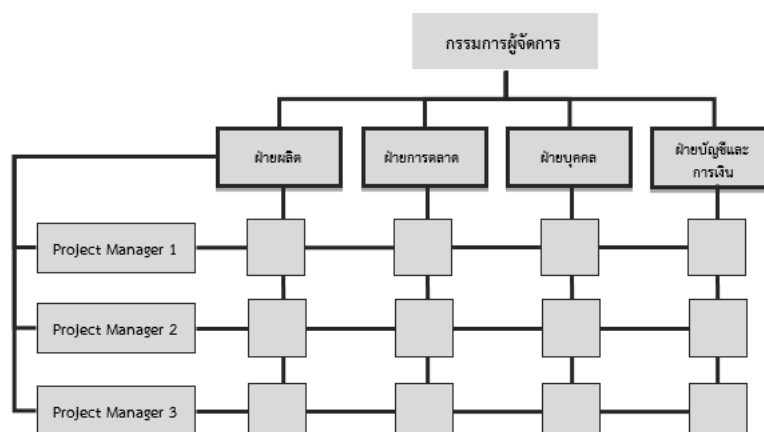 กรรมการผู้จัดการ
ฝ่ายผลิต
ฝ่ายการตลาด
ฝ่ายบุคคล
ฝ่ายบัญชีและ
การเงิน
Project Manager 1
Project Manager 2
Project Manager 3